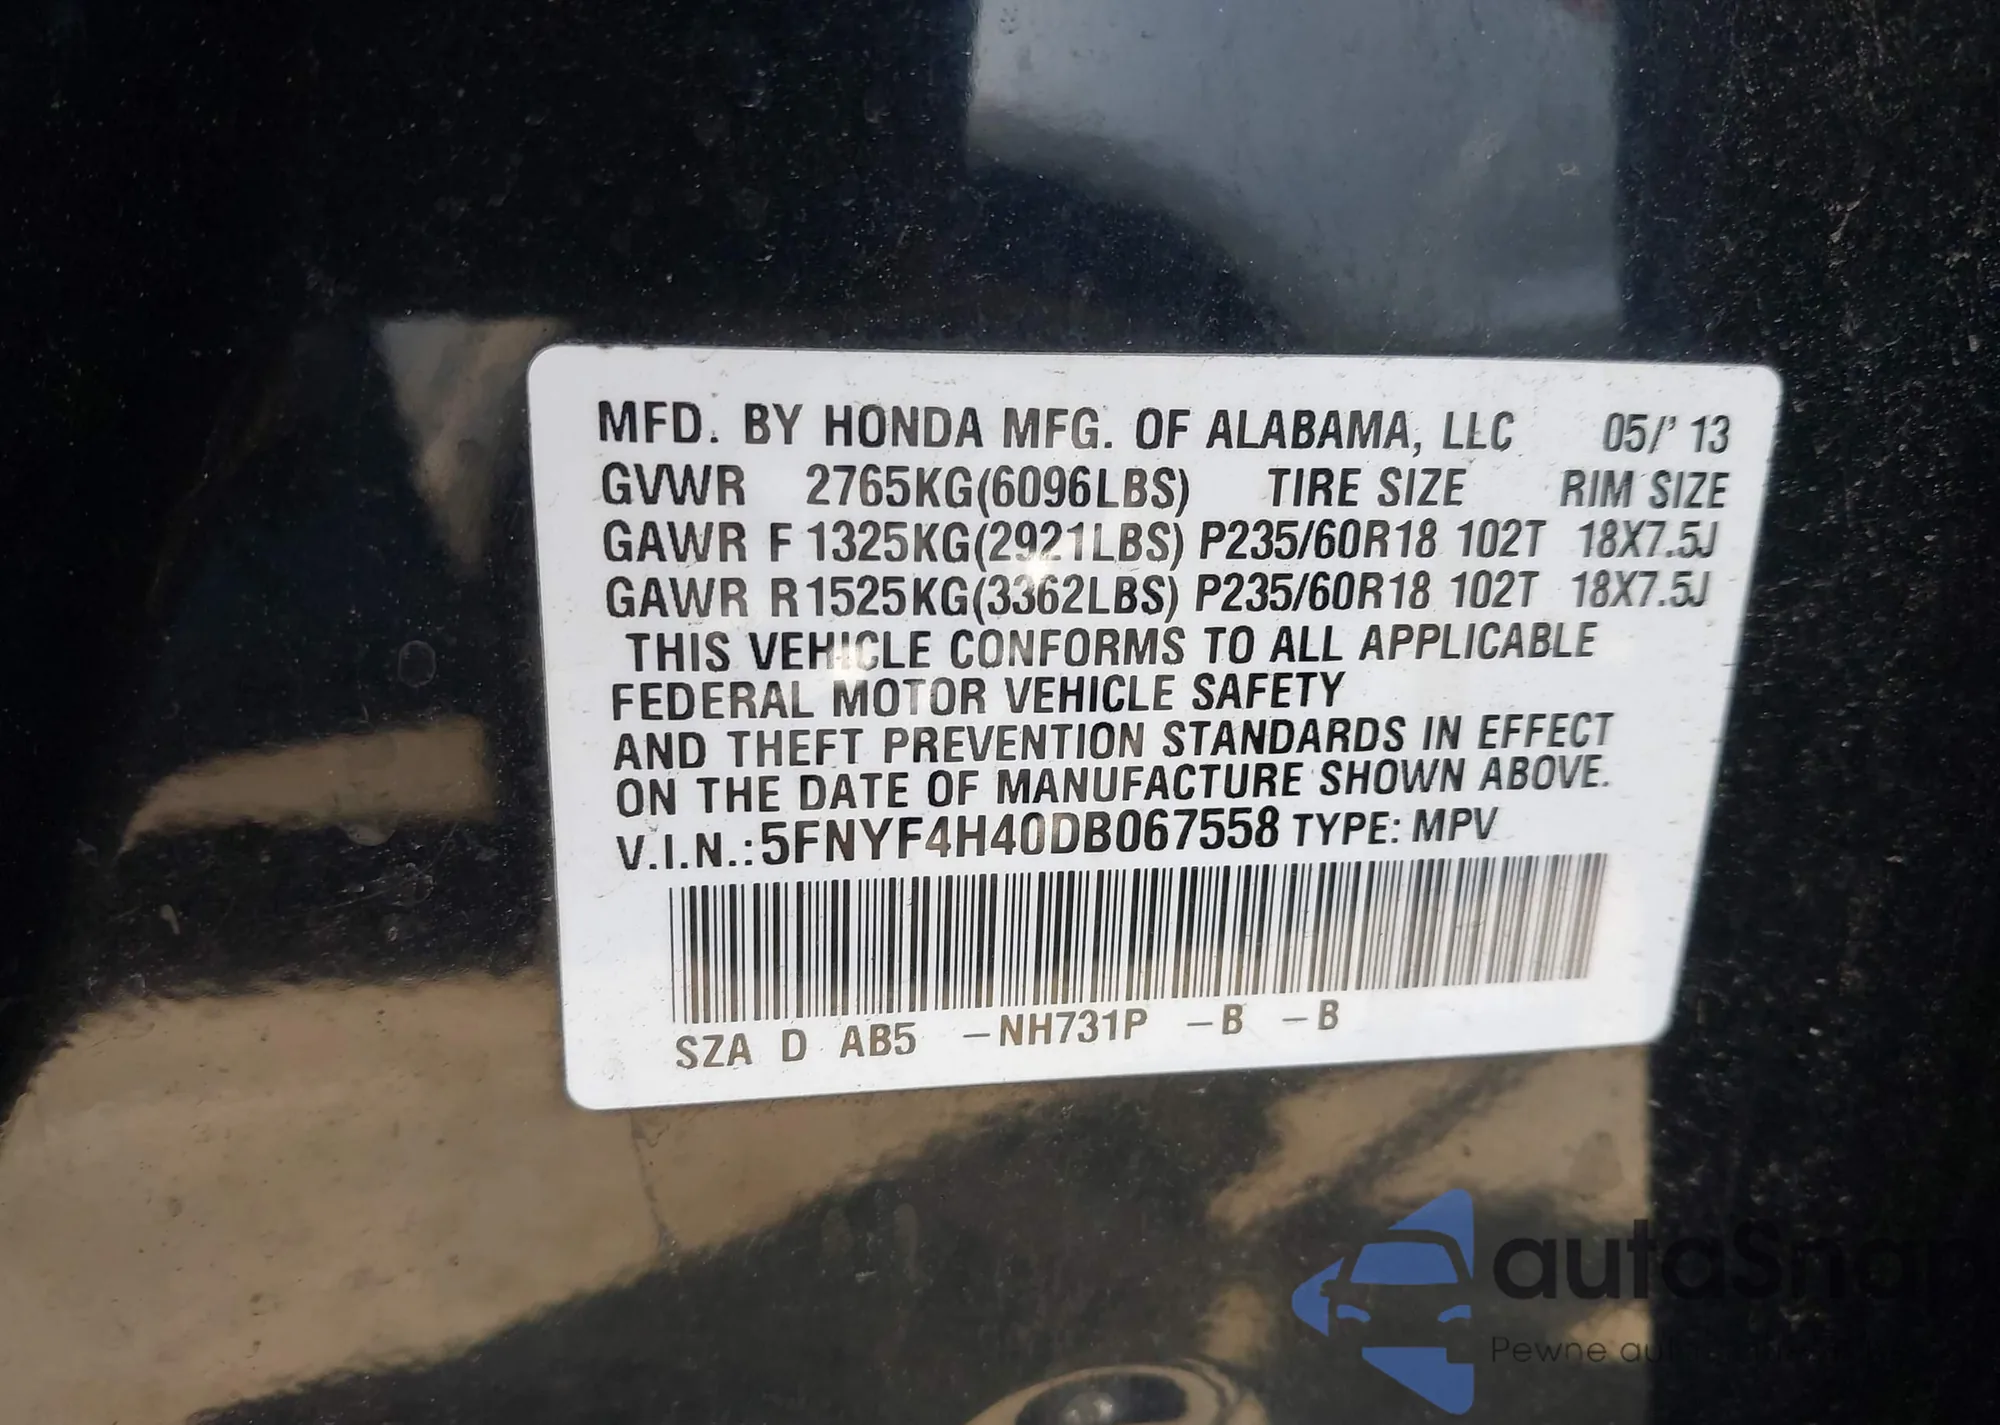 MFD. BY HONDA MFG. OF ALABAMA, LLC 05/' 13
GVWR 2765KG(6096LBS) TIRE SIZE RIM SIZE
GAWR F 1325KG(2921LBS) P235/60R18 102T 18X7.5J
GAWR R1525KG(3362LBS) P235/60R18 102T 18X7.5J
THIS VEHICLE CONFORMS TO ALL APPLICABLE
FEDERAL MOTOR VEHICLE SAFETY
AND THEFT PREVENTION STANDARDS IN EFFECT
ON THE DATE OF MANUFACTURE SHOWN ABOVE.
V.I.N.: 5FNYF4H40DB067558 TYPE: MPV
SZA D AB5 –NH731P –B –B
autaSnap
Pewne